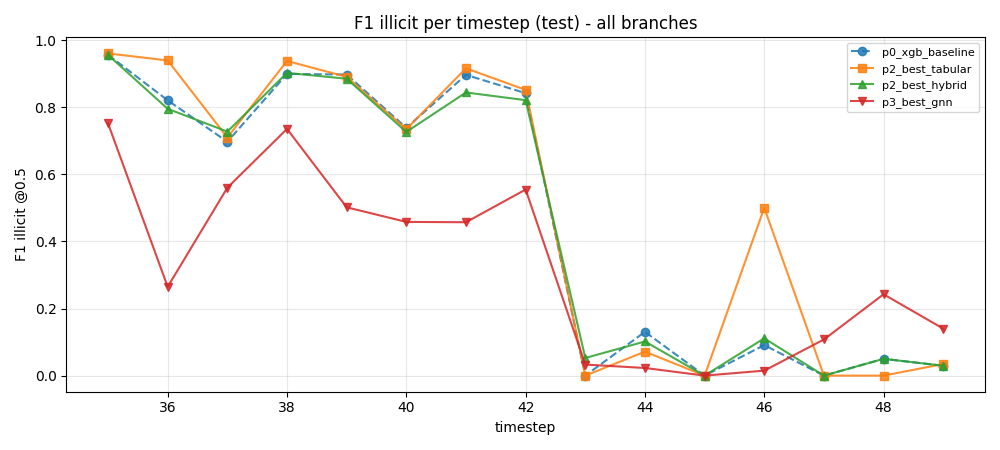 F1 illicit per timestep (test) - all branches
F1 illicit @0.5
1.0
0.8
0.6
0.4
0.2
0.0
p0_xgb_baseline
p2_best_tabular
p2_best_hybrid
p3_best_gnn
36 38 40 42 44 46 48
timestep